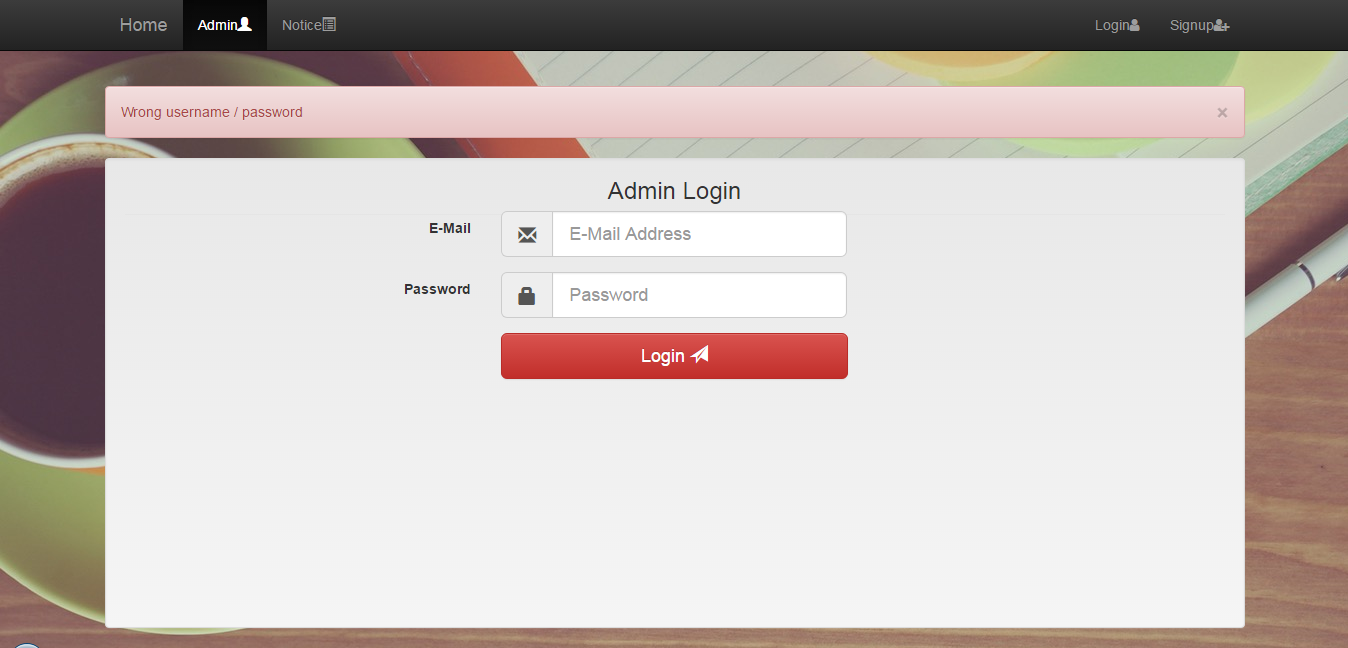 Home Admin Notice Login Signup
Wrong username / password ×
Admin Login
E-Mail E-Mail Address
Password Password
Login